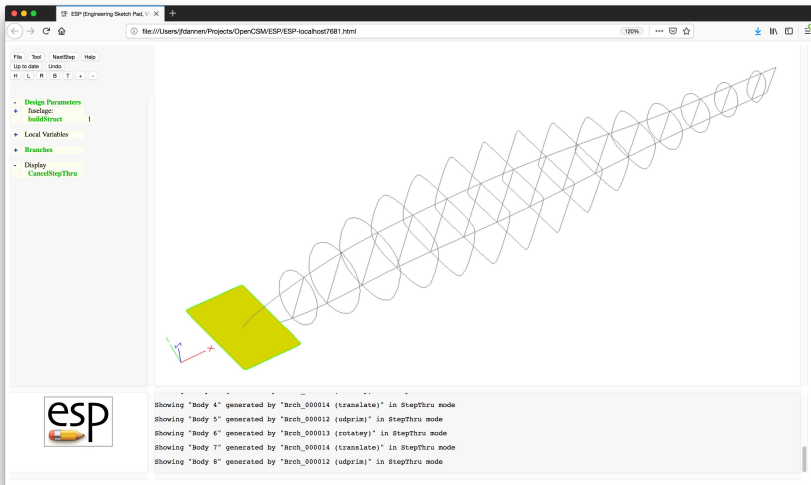 ESP (Engineering Sketch Pad, V
file:///Users/jfdannen/Projects/OpenCSM/ESP/ESP-localhost7681.html
120%
File Tool NextStep Help
Up to date Undo
H L R B T + -
- Design Parameters
+ fuselage:
buildStruct 1
+ Local Variables
+ Branches
- Display
CancelStepThru
X
Z
esp
Showing "Body 4" generated by "Brch_000014 (translate)" in StepThru mode
Showing "Body 5" generated by "Brch_000012 (udprim)" in StepThru mode
Showing "Body 6" generated by "Brch_000013 (rotatey)" in StepThru mode
Showing "Body 7" generated by "Brch_000014 (translate)" in StepThru mode
Showing "Body 8" generated by "Brch_000012 (udprim)" in StepThru mode